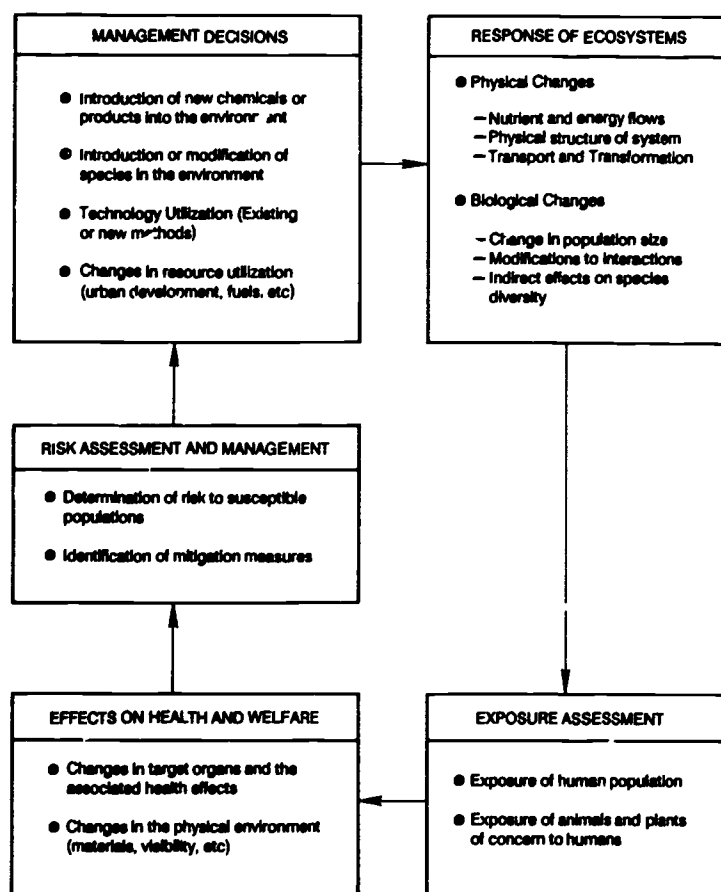 MANAGEMENT DECISIONS
● Introduction of new chemicals or
products into the environment
● Introduction or modification of
species in the environment
● Technology Utilization (Existing
or new methods)
● Changes in resource utilization
(urban development, fuels, etc)
RESPONSE OF ECOSYSTEMS
● Physical Changes
– Nutrient and energy flows
– Physical structure of system
– Transport and Transformation
● Biological Changes
– Change in population size
– Modifications to interactions
– Indirect effects on species
diversity
RISK ASSESSMENT AND MANAGEMENT
● Determination of risk to susceptible
populations
● Identification of mitigation measures
EFFECTS ON HEALTH AND WELFARE
● Changes in target organs and the
associated health effects
● Changes in the physical environment
(materials, visibility, etc)
EXPOSURE ASSESSMENT
● Exposure of human population
● Exposure of animals and plants
of concern to humans